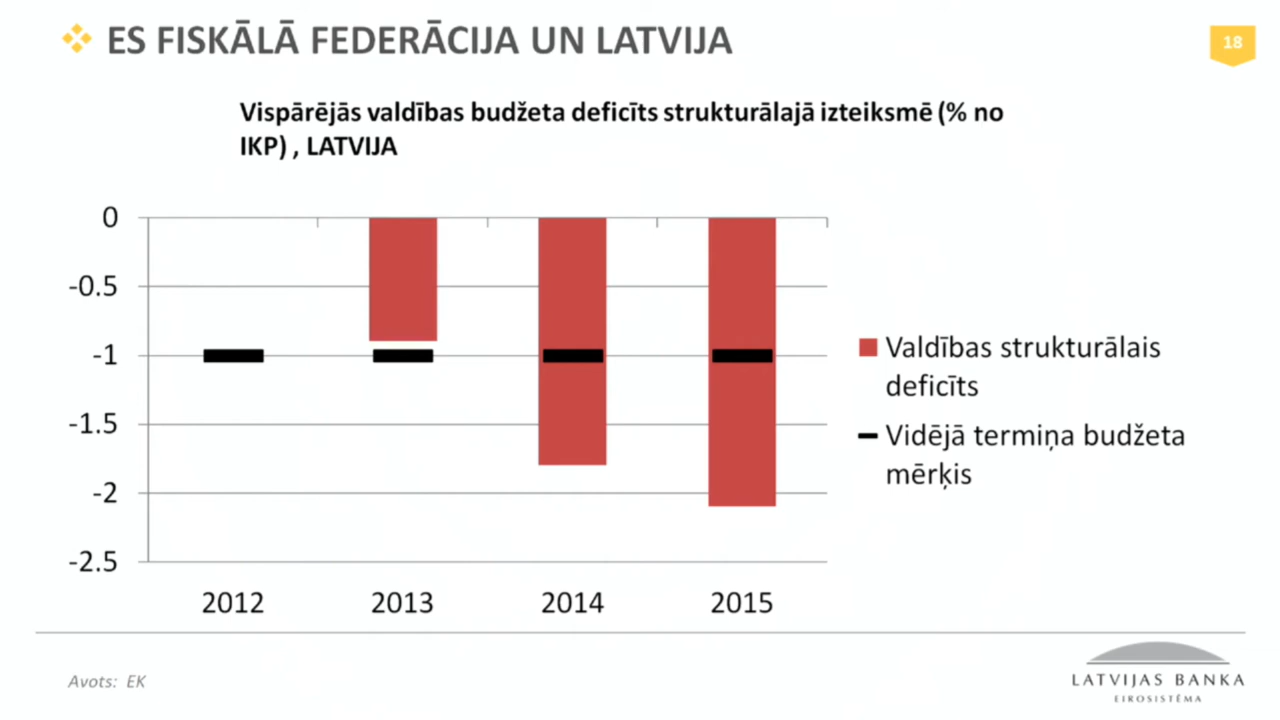 ES FISKĀLĀ FEDERĀCIJA UN LATVIJA
18
Vispārējās valdības budžeta deficīts strukturālajā izteiksmē (% no
IKP) , LATVIJA
0
-0.5
-1
-1.5
-2
-2.5
2012 2013 2014 2015
Valdības strukturālais
deficīts
Vidējā termiņa budžeta
mērķis
Avots: EK
LATVIJAS BANKA
EIROSISTĒMA